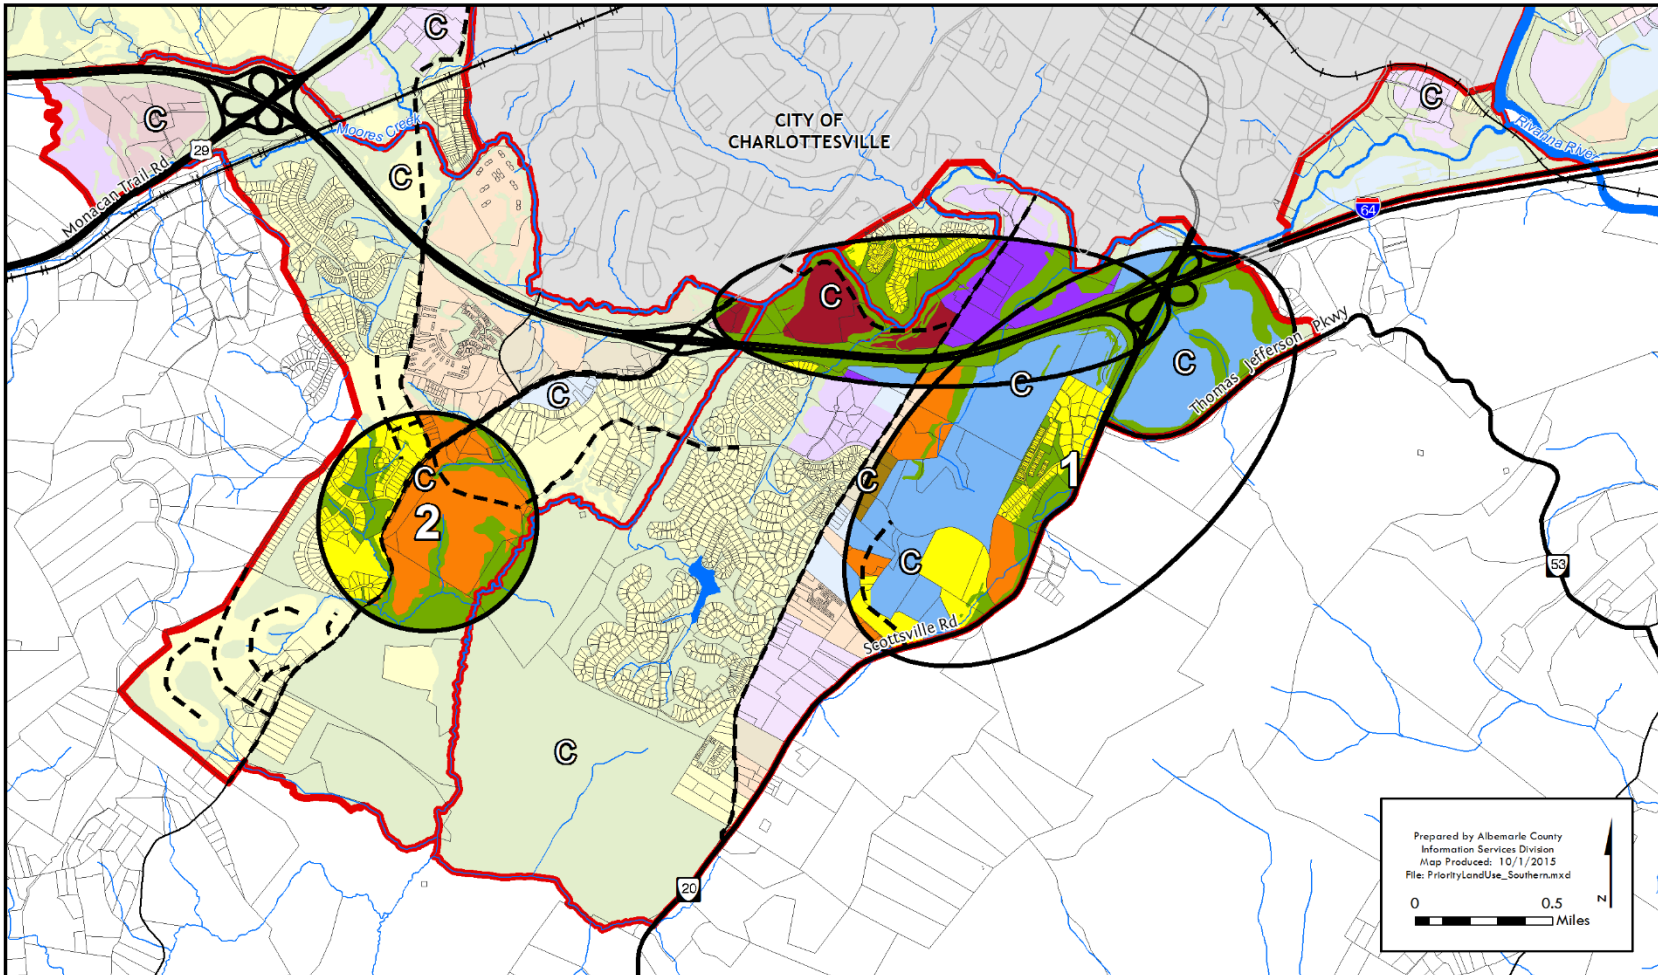 C
C
29
Monacan Trail Rd
Moores Creek
C
CITY OF
CHARLOTTESVILLE
C
Rivanna River
64
C
C
C
C
Thomas Jefferson Pkwy
C
2
1
C
C
Scottsville Rd
53
C
20
Prepared by Albemarle County
Information Services Division
Map Produced: 10/1/2015
File: PriorityLandUse_Southern.mxd
N
0 0.5
Miles